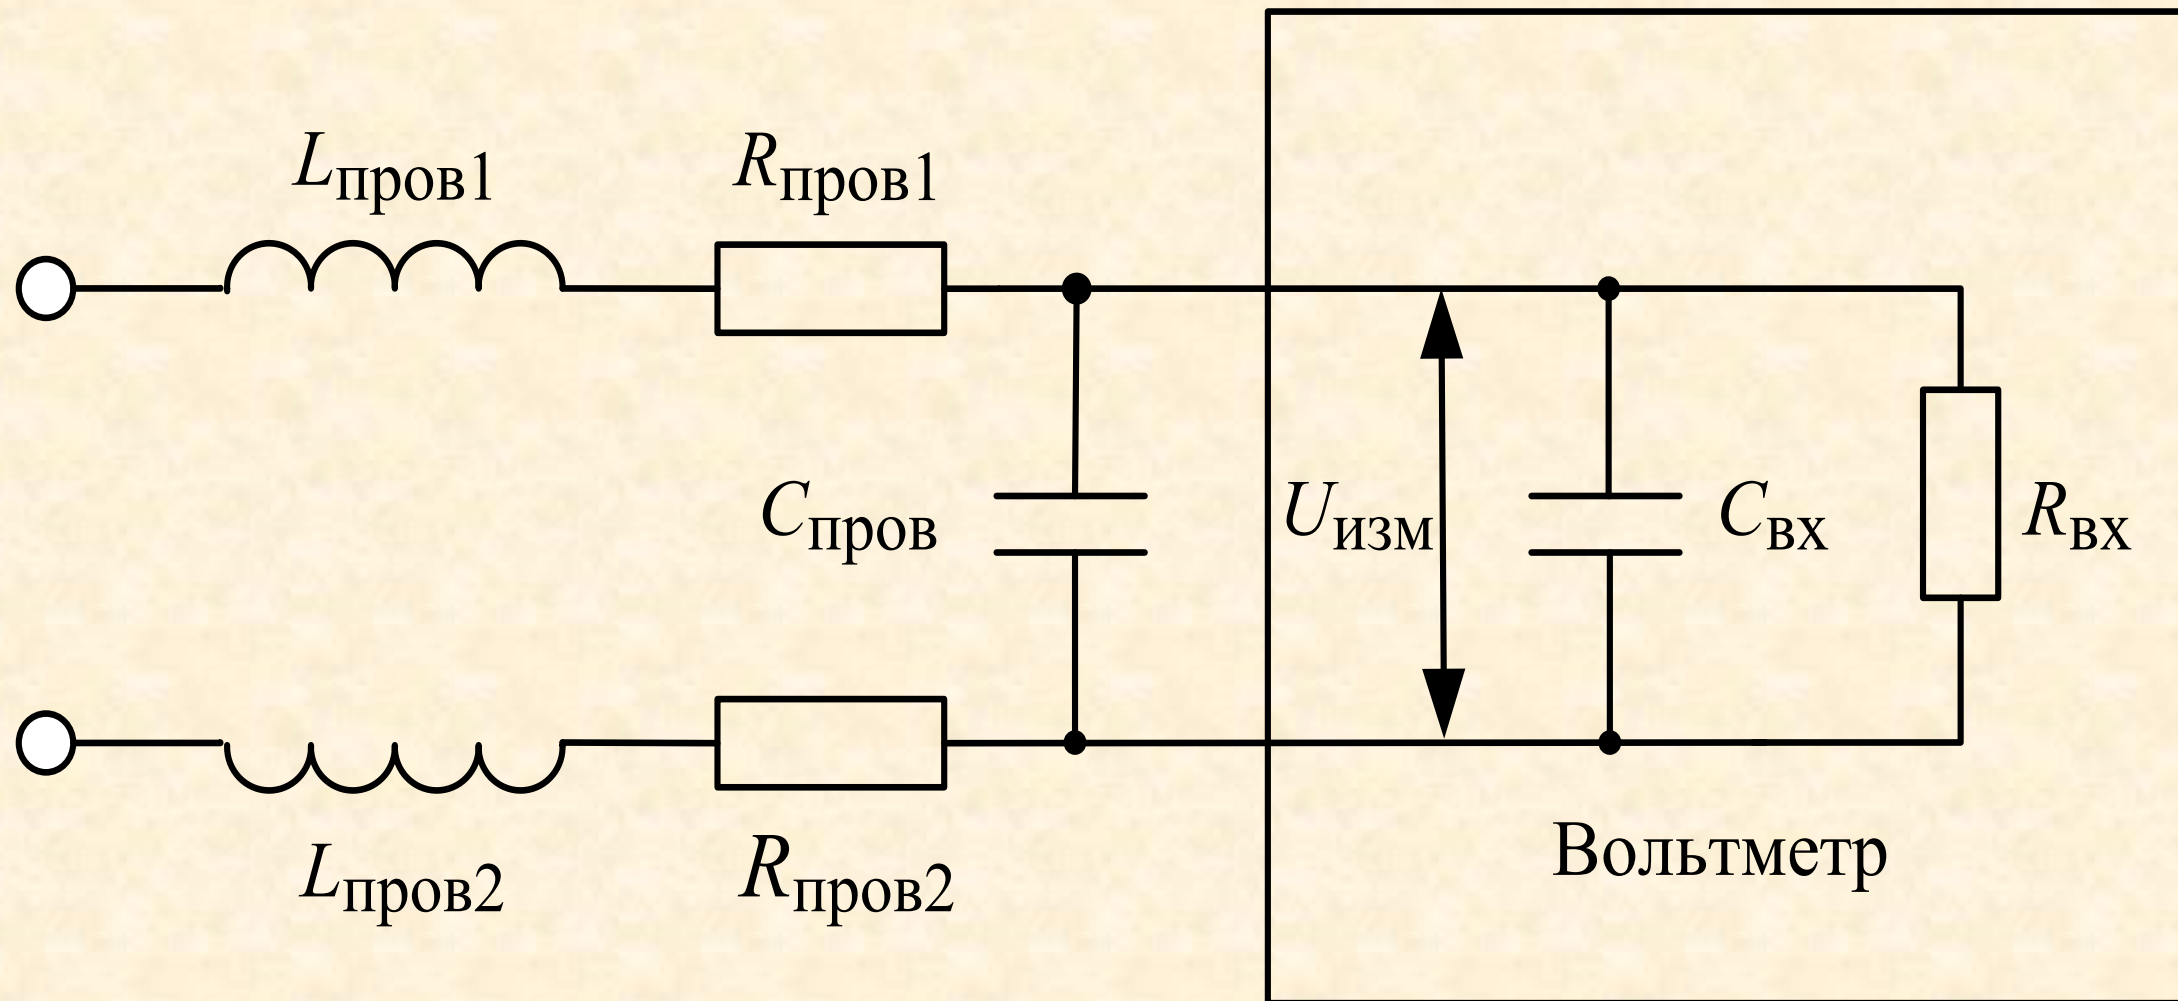 Lпров1
Rпров1
Cпров
Uизм
Cвх
Rвх
Lпров2
Rпров2
Вольтметр